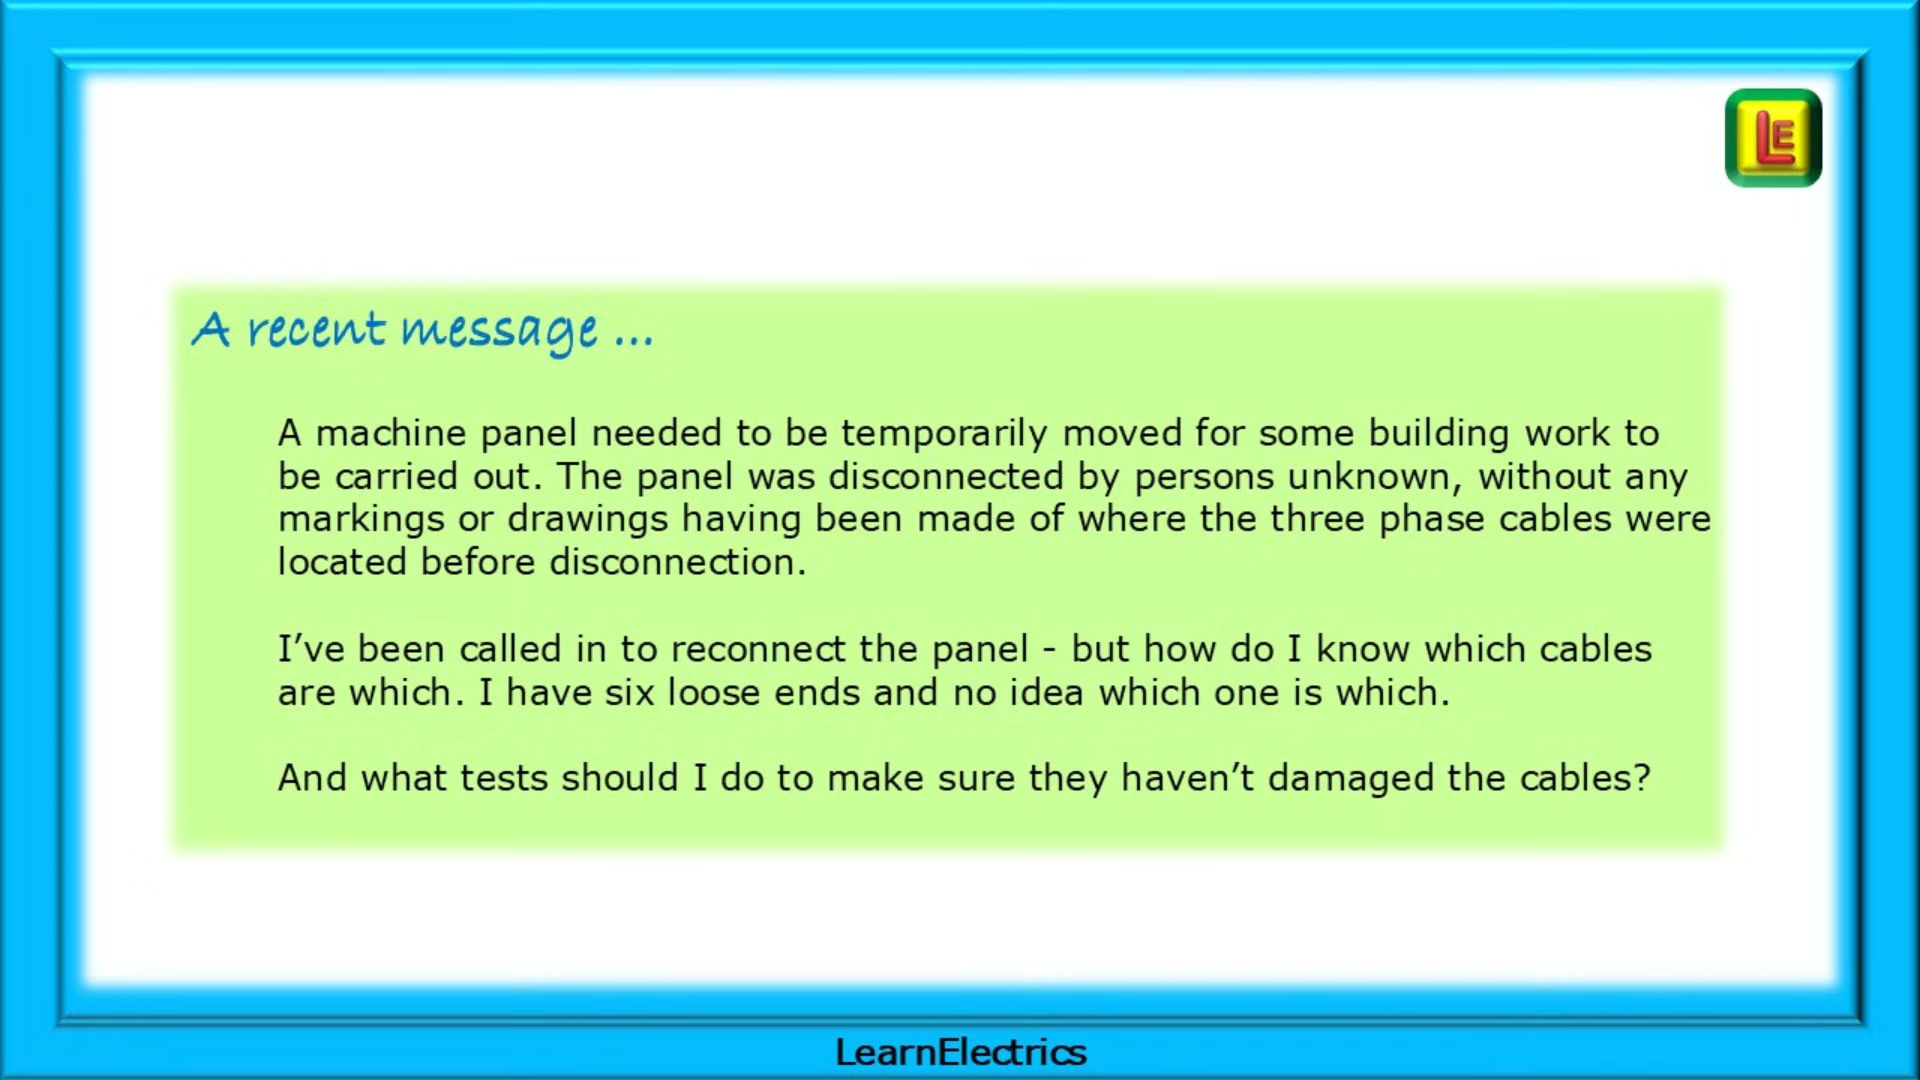 LE
A recent message ...
A machine panel needed to be temporarily moved for some building work to
be carried out. The panel was disconnected by persons unknown, without any
markings or drawings having been made of where the three phase cables were
located before disconnection.
I’ve been called in to reconnect the panel - but how do I know which cables
are which. I have six loose ends and no idea which one is which.
And what tests should I do to make sure they haven’t damaged the cables?
LearnElectrics